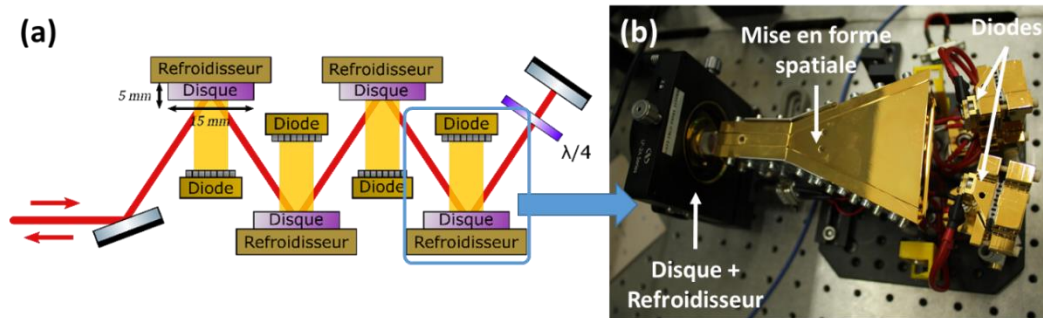 (a)
Refroidisseur
Disque
5 mm
15 mm
Diode
Diode
Disque
Refroidisseur
Refroidisseur
Disque
Diode
Diode
Disque
Refroidisseur
λ/4
(b)
Mise en forme
spatiale
Diodes
Disque +
Refroidisseur